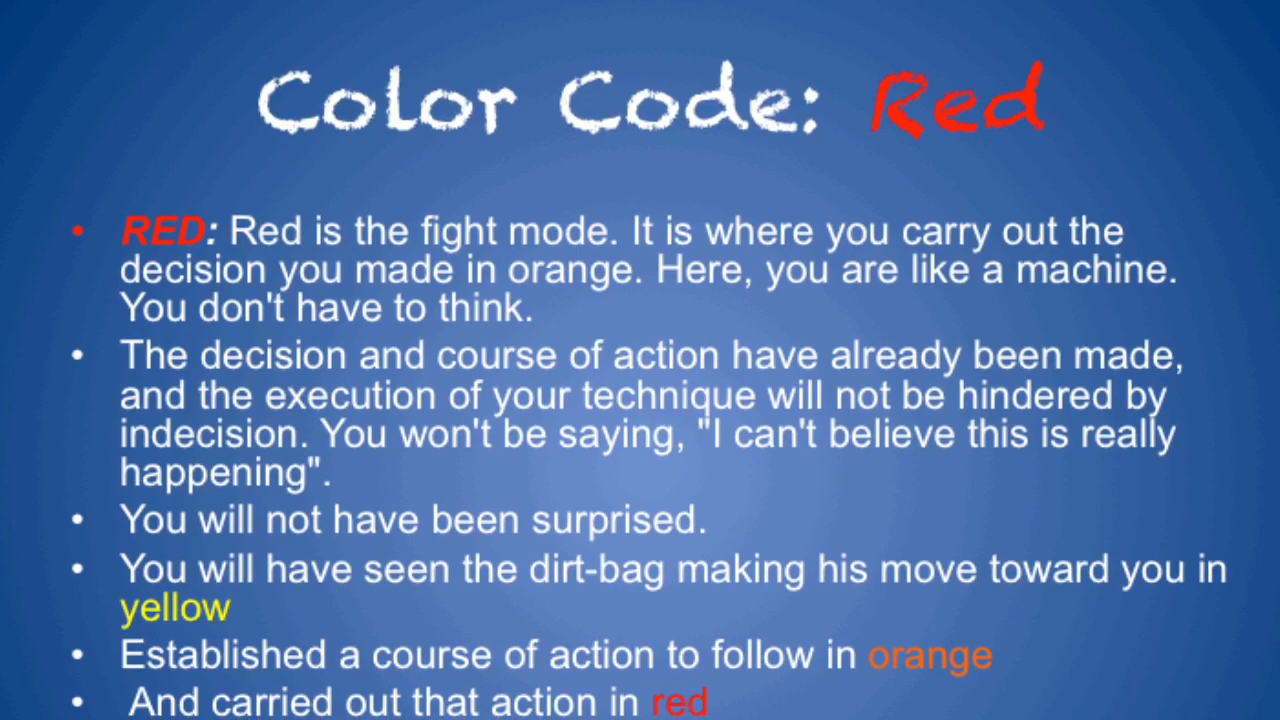 Color Code: Red
• RED: Red is the fight mode. It is where you carry out the
decision you made in orange. Here, you are like a machine.
You don't have to think.
• The decision and course of action have already been made,
and the execution of your technique will not be hindered by
indecision. You won't be saying, "I can't believe this is really
happening".
• You will not have been surprised.
• You will have seen the dirt-bag making his move toward you in
yellow
• Established a course of action to follow in orange
• And carried out that action in red